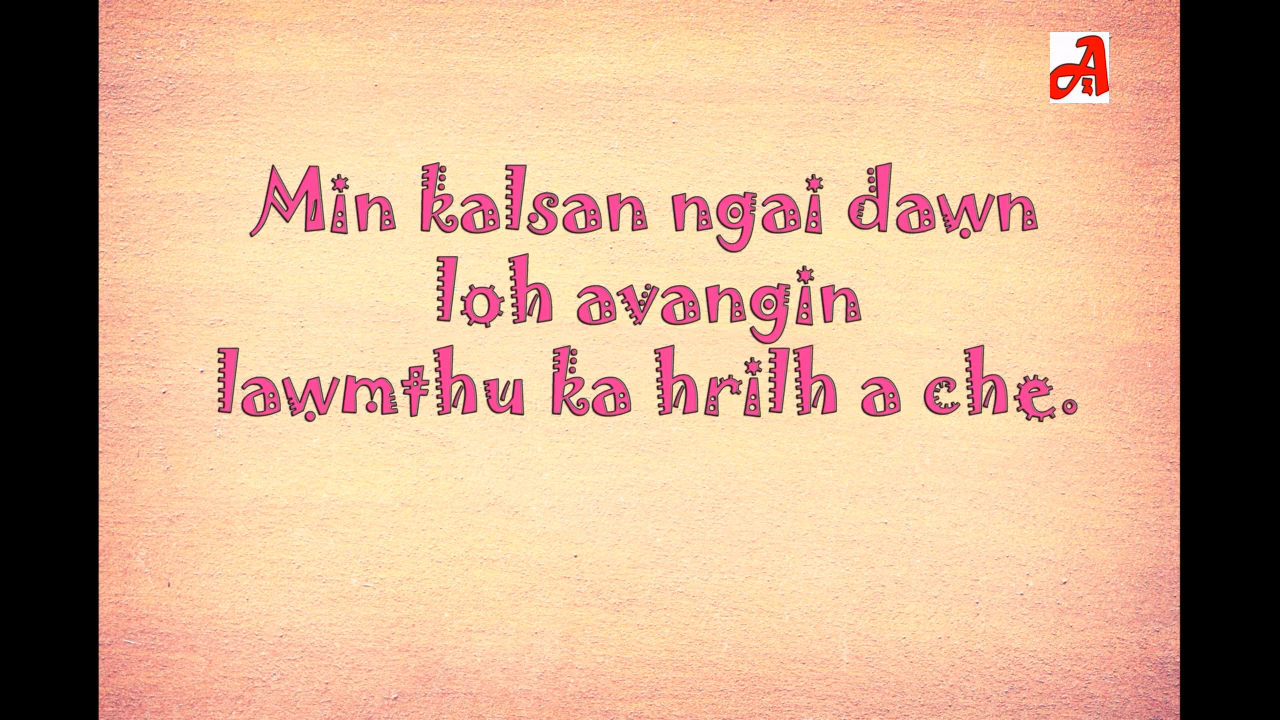 A
Min kalsan ngai dawn
loh avangin
lawmthu ka hrilh a che.